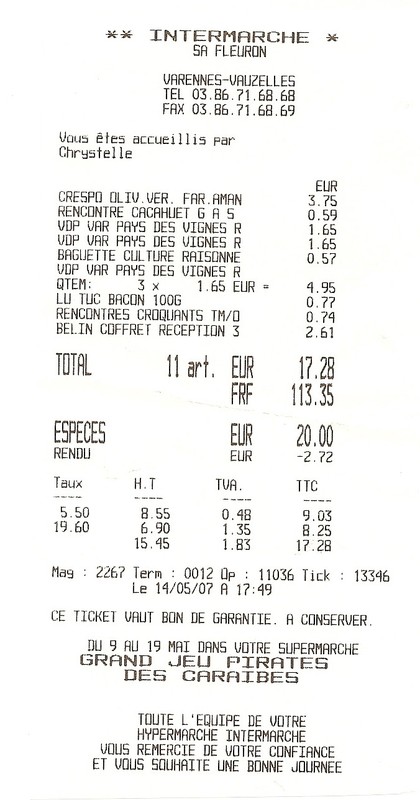 ** INTERMARCHE *
SA FLEURON
VARENNES-VAUZELLES
TEL 03.86.71.68.68
FAX 03.86.71.68.69
Vous êtes accueillis par
Chrystelle
EUR
CRESPO OLIV.VER. FAR.AMAN 3.75
RENCONTRE CACAHUET G A S 0.59
VDP VAR PAYS DES VIGNES R 1.65
VDP VAR PAYS DES VIGNES R 1.65
BAGUETTE CULTURE RAISONNE 0.57
VDP VAR PAYS DES VIGNES R
QTEM: 3 x 1.65 EUR = 4.95
LU TUC BACON 100G 0.77
RENCONTRES CROQUANTS TM/O 0.74
BELIN COFFRET RECEPTION 3 2.61
TOTAL 11 art. EUR 17.28
FRF 113.35
ESPECES EUR 20.00
RENDU EUR -2.72
Taux H.T TVA. TTC
---- ---- ---- ----
5.50 8.55 0.48 9.03
19.60 6.90 1.35 8.25
15.45 1.83 17.28
Mag : 2267 Term : 0012 Op : 11036 Tick : 13346
Le 14/05/07 A 17:49
CE TICKET VAUT BON DE GARANTIE. A CONSERVER.
DU 9 AU 19 MAI DANS VOTRE SUPERMARCHE
GRAND JEU PIRATES
DES CARAIBES
TOUTE L'EQUIPE DE VOTRE
HYPERMARCHE INTERMARCHE
VOUS REMERCIE DE VOTRE CONFIANCE
ET VOUS SOUHAITE UNE BONNE JOURNEE